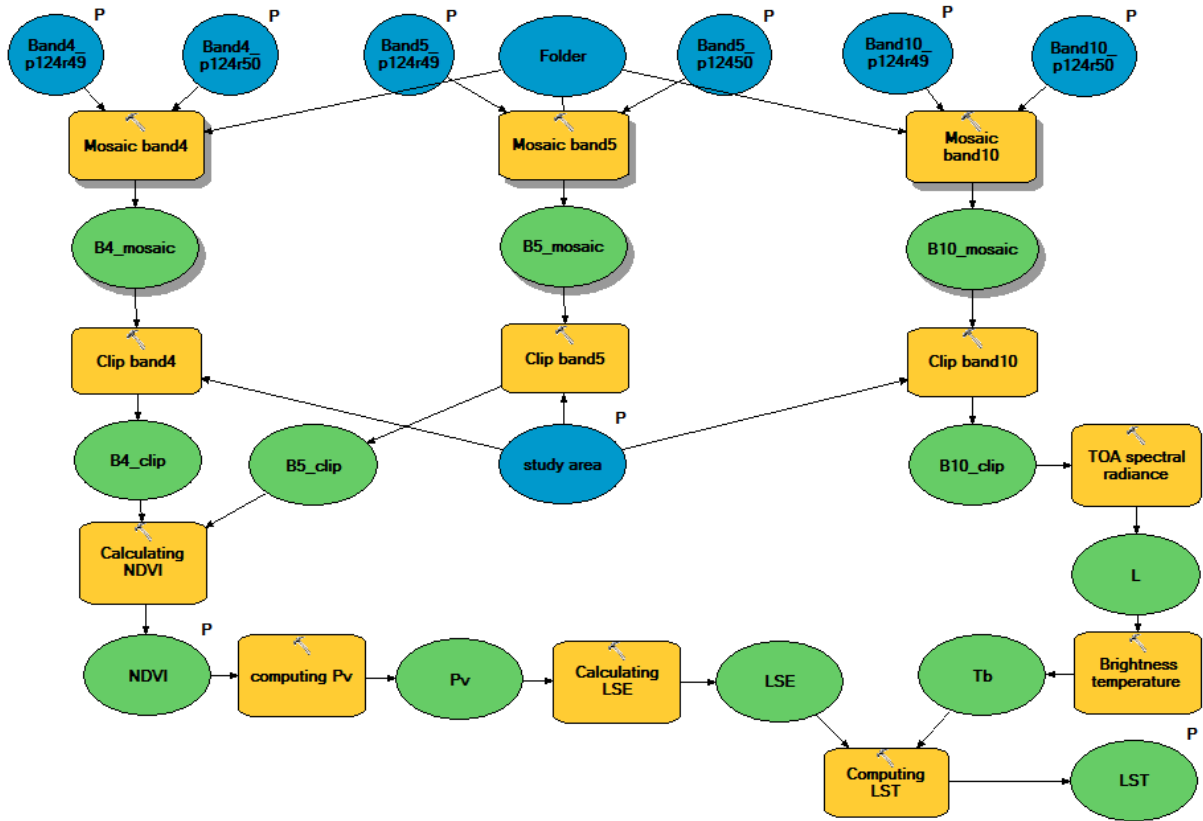 P
P
P
P
P
P
Band4_
p124r49
Band4_
p124r50
Band5_
p124r49
Folder
Band5_
p12450
Band10_
p124r49
Band10_
p124r50
Mosaic band4
Mosaic band5
Mosaic
band10
B4_mosaic
B5_mosaic
B10_mosaic
Clip band4
Clip band5
Clip band10
P
B4_clip
B5_clip
study area
B10_clip
TOA spectral
radiance
Calculating
NDVI
L
P
NDVI
computing Pv
Pv
Calculating
LSE
LSE
Tb
Brightness
temperature
P
Computing
LST
LST